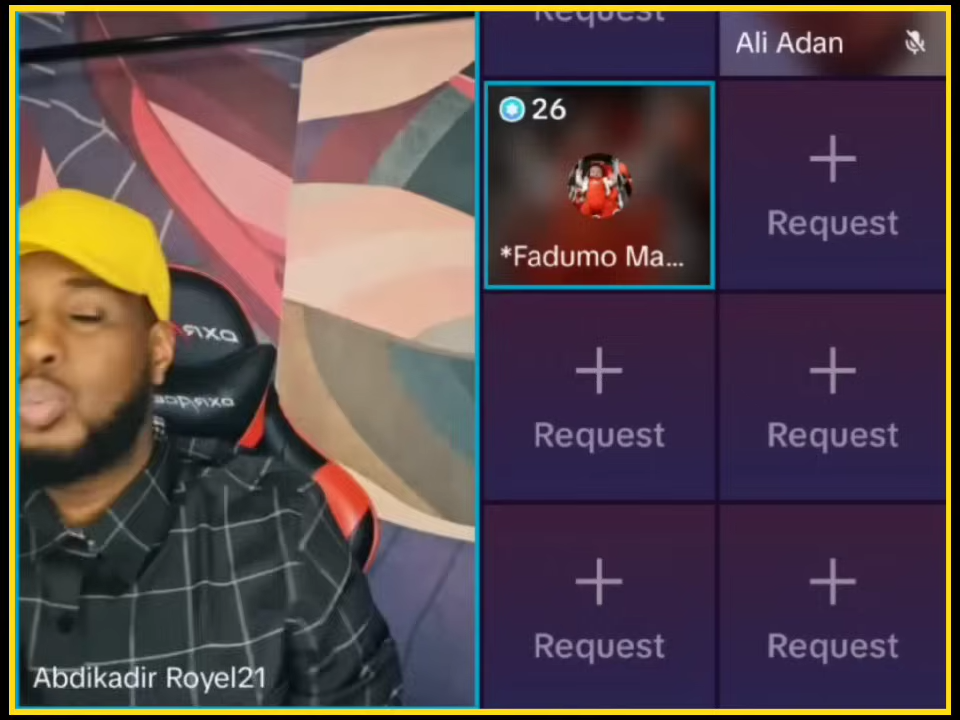 Request
Ali Adan
26
Request
*Fadumo Ma...
Request
Request
Request
Request
Abdikadir Royel21